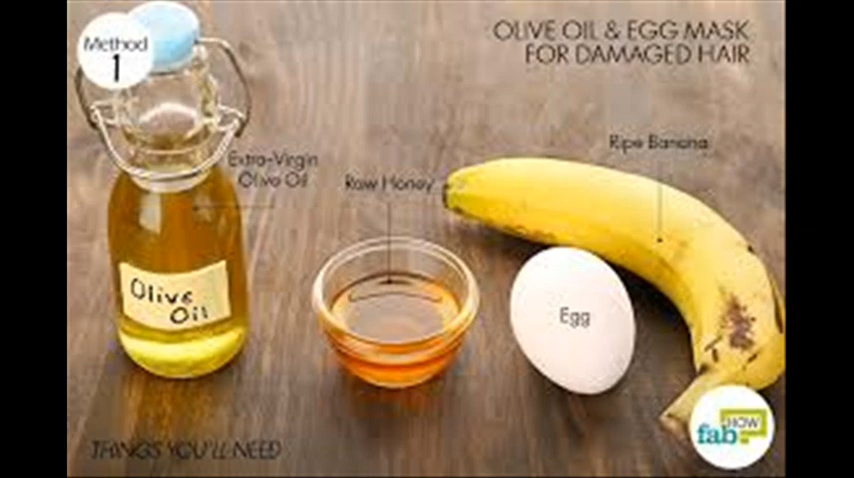 Method
1
OLIVE OIL & EGG MASK
FOR DAMAGED HAIR
Extra-Virgin
Olive Oil
Raw Honey
Ripe Banana
Olive
Oil
Egg
THINGS YOU'LL NEED
fab HOW